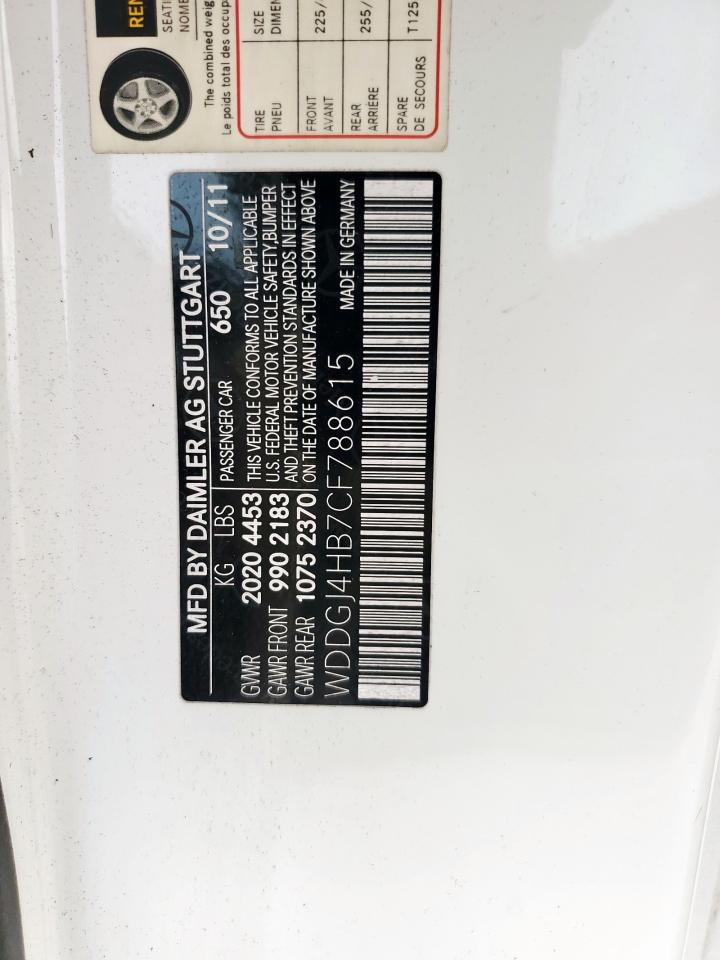 MFD BY DAIMLER AG STUTTGART
KG LBS PASSENGER CAR 650 10/11
GVWR 2020 4453 THIS VEHICLE CONFORMS TO ALL APPLICABLE
GAWR FRONT 990 2183 U.S. FEDERAL MOTOR VEHICLE SAFETY,BUMPER
AND THEFT PREVENTION STANDARDS IN EFFECT
GAWR REAR 1075 2370 ON THE DATE OF MANUFACTURE SHOWN ABOVE
WDDGJ4HB7CF788615 MADE IN GERMANY
REN
SEATI
NOMB
The combined weig
Le poids total des occup
TIRE SIZE
PNEU DIMEN
FRONT 225/
AVANT
REAR 255/
ARRIÈRE
SPARE T125
DE SECOURS